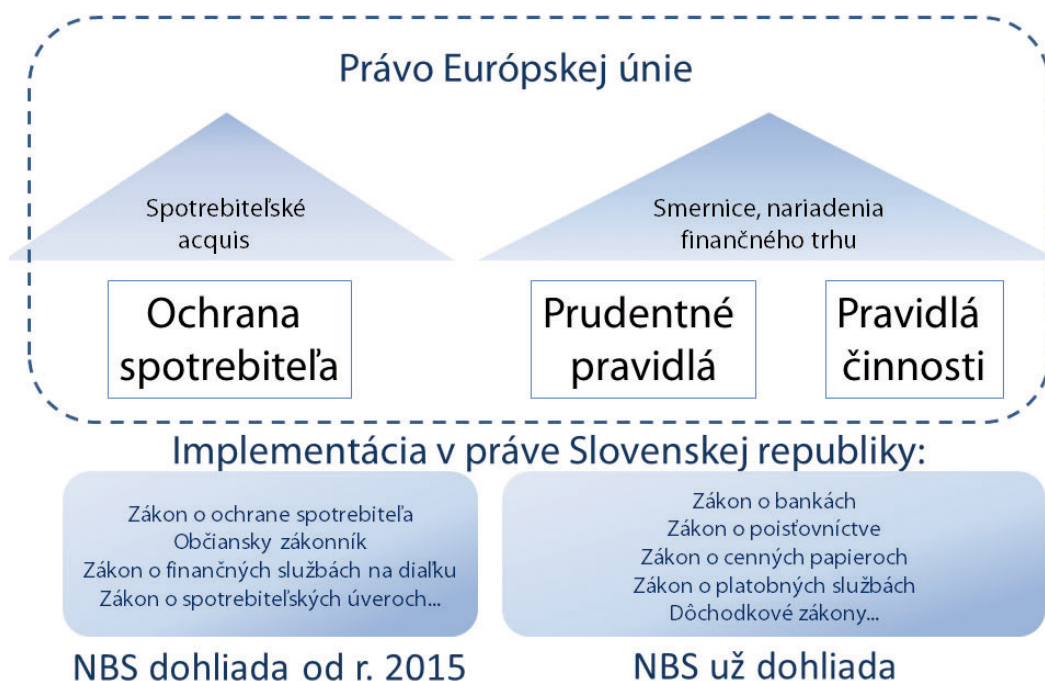 Právo Európskej únie
Spotrebiteľské
acquis
Smernice, nariadenia
finančného trhu
Ochrana
spotrebiteľa
Prudentné
pravidlá
Pravidlá
činnosti
Implementácia v práve Slovenskej republiky:
Zákon o ochrane spotrebiteľa
Občiansky zákonník
Zákon o finančných službách na diaľku
Zákon o spotrebiteľských úveroch...
Zákon o bankách
Zákon o poisťovníctve
Zákon o cenných papieroch
Zákon o platobných službách
Dôchodkové zákony...
NBS dohliada od r. 2015
NBS už dohliada